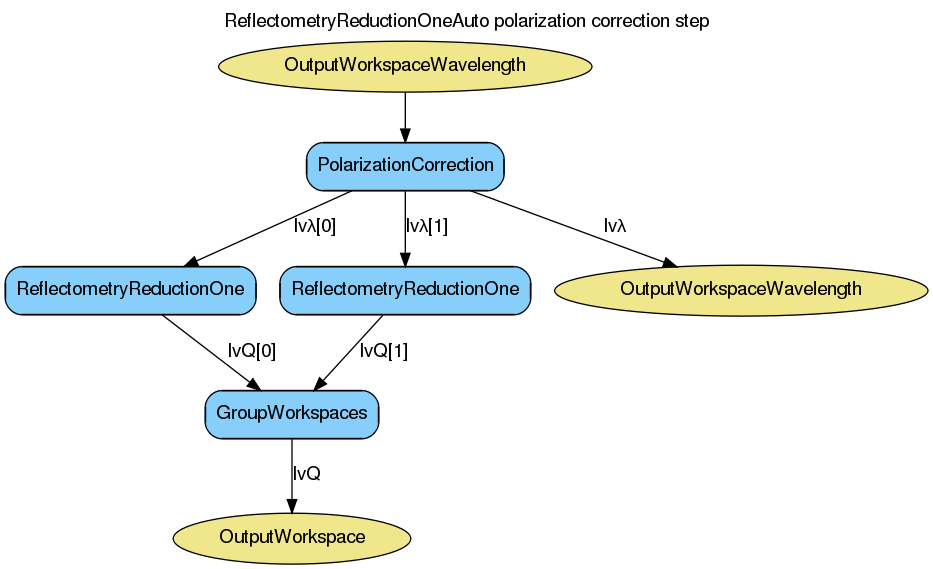 ReflectometryReductionOneAuto polarization correction step
OutputWorkspaceWavelength
PolarizationCorrection
Ivλ[0]
Ivλ[1]
Ivλ
ReflectometryReductionOne
ReflectometryReductionOne
OutputWorkspaceWavelength
IvQ[0]
IvQ[1]
GroupWorkspaces
IvQ
OutputWorkspace